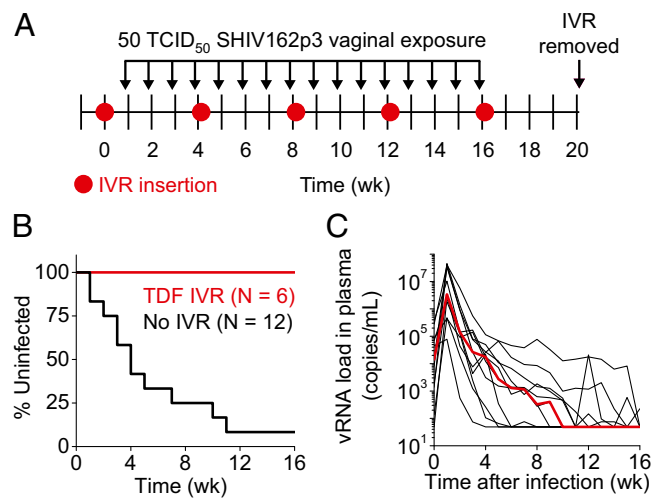 A
50 TCID50 SHIV162p3 vaginal exposure
IVR
removed
0 2 4 6 8 10 12 14 16 18 20
IVR insertion
Time (wk)
B
100
75
50
25
0
% Uninfected
TDF IVR (N = 6)
No IVR (N = 12)
0 4 8 12 16
Time (wk)
C
10^7
10^5
10^3
10^1
vRNA load in plasma
(copies/mL)
0 4 8 12 16
Time after infection (wk)